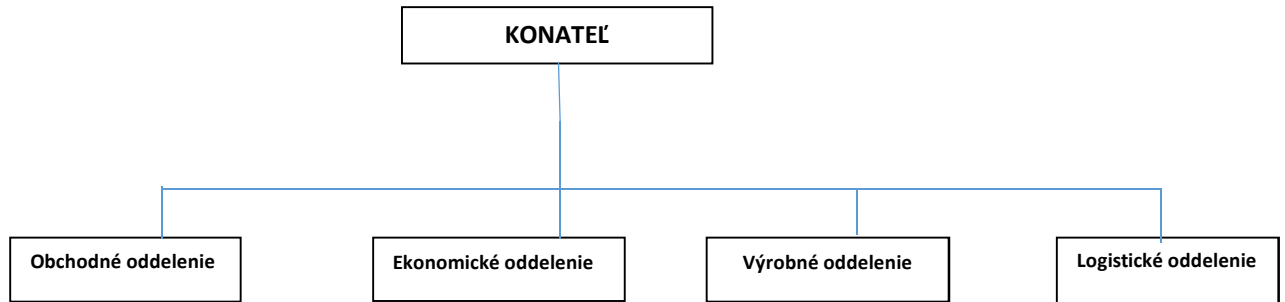 KONATEĽ
Obchodné oddelenie
Ekonomické oddelenie
Výrobné oddelenie
Logistické oddelenie